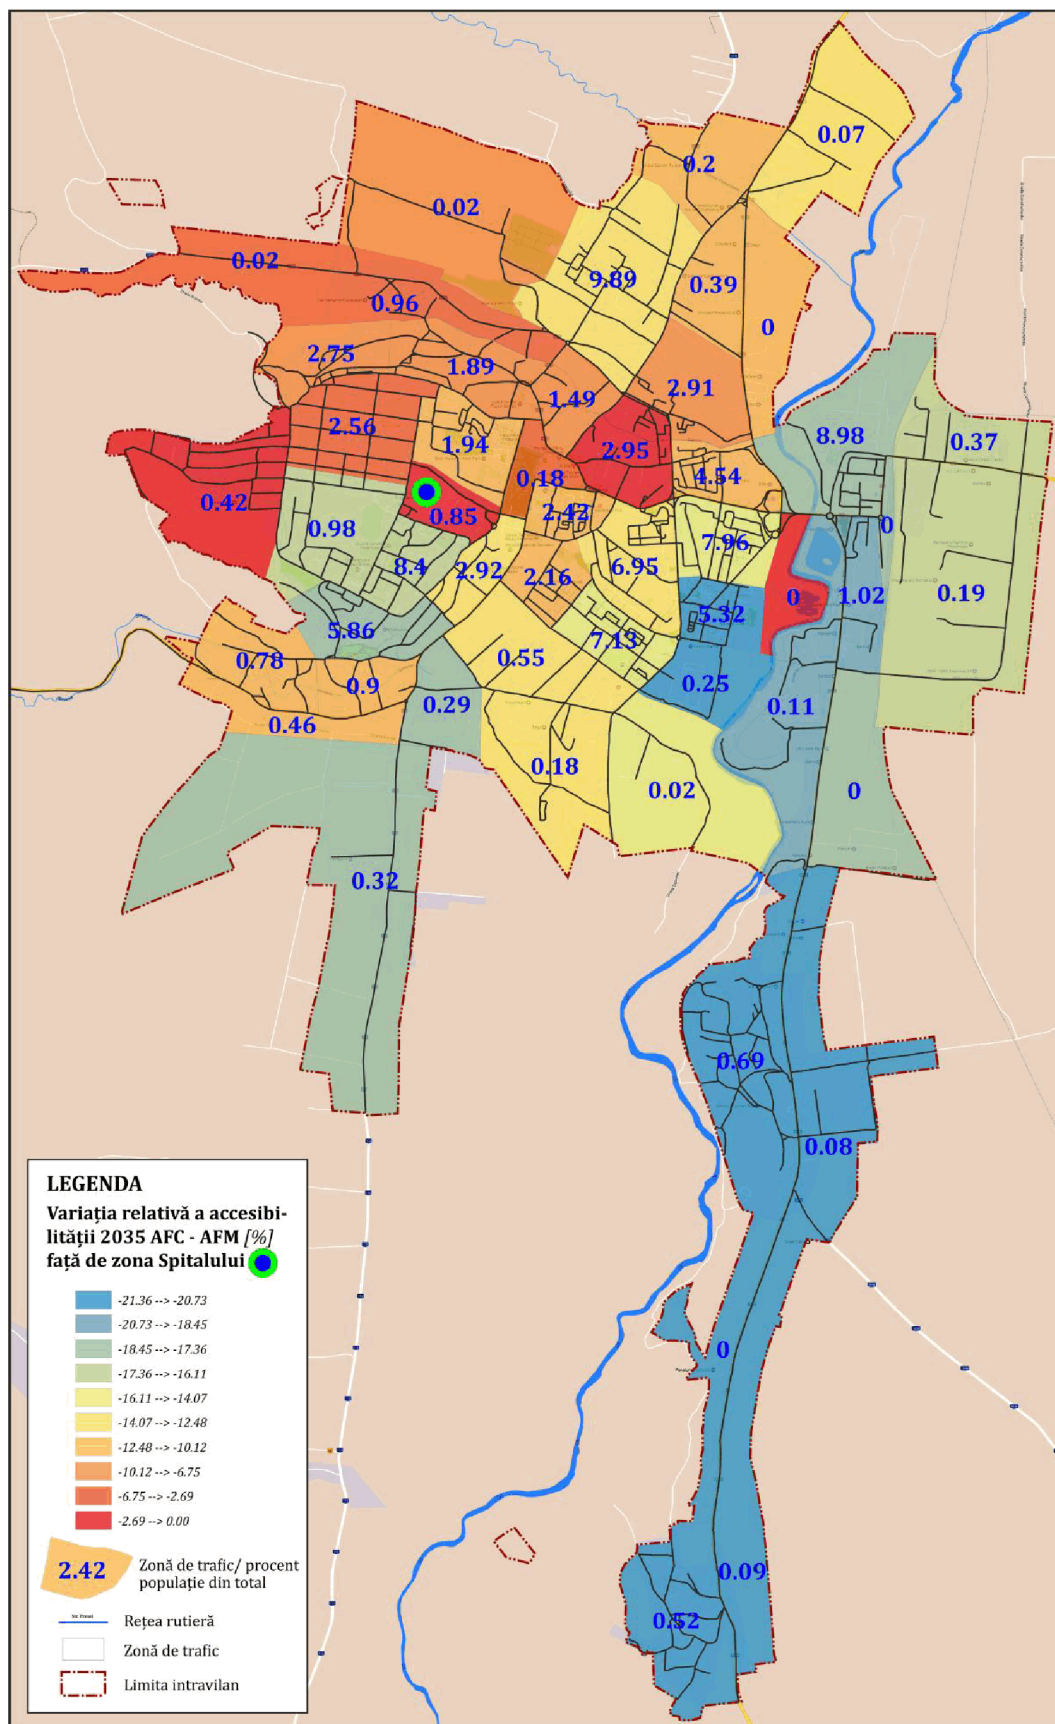 0.07
0.2
0.02
0.02
9.89
0.39
0.96
0
2.75
1.89
2.91
1.49
2.56
1.94
2.95
8.98
0.37
0.18
4.54
0.42
0.85
2.42
0
0.98
7.96
8.4
2.92
2.16
6.95
0
1.02
0.19
5.86
5.32
7.13
0.78
0.55
0.9
0.25
0.29
0.11
0.46
0.18
0.02
0
0.32
0.69
0.08
0
0.09
0.52
LEGENDA
Variația relativă a accesibi-
lității 2035 AFC - AFM [%]
față de zona Spitalului
-21.36 --> -20.73
-20.73 --> -18.45
-18.45 --> -17.36
-17.36 --> -16.11
-16.11 --> -14.07
-14.07 --> -12.48
-12.48 --> -10.12
-10.12 --> -6.75
-6.75 --> -2.69
-2.69 --> 0.00
2.42
Zonă de trafic/ procent
populație din total
Rețea rutieră
Zonă de trafic
Limita intravilan